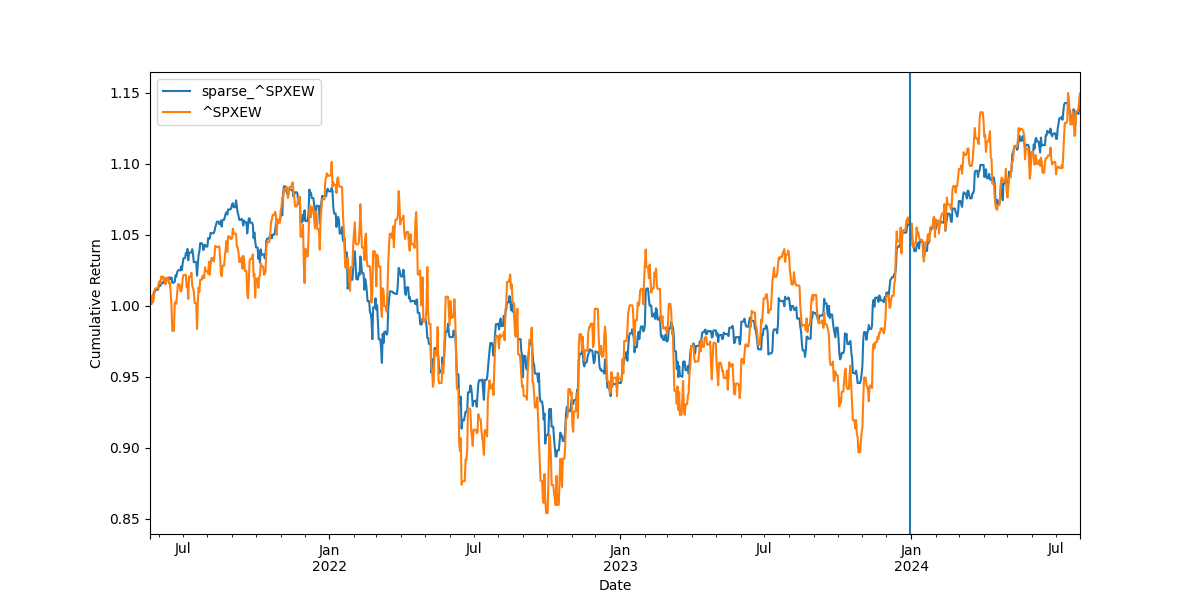 sparse_^SPXEW
^SPXEW
Cumulative Return
1.15
1.10
1.05
1.00
0.95
0.90
0.85
Jul
Jan
2022
Jul
Jan
2023
Jul
Jan
2024
Jul
Date